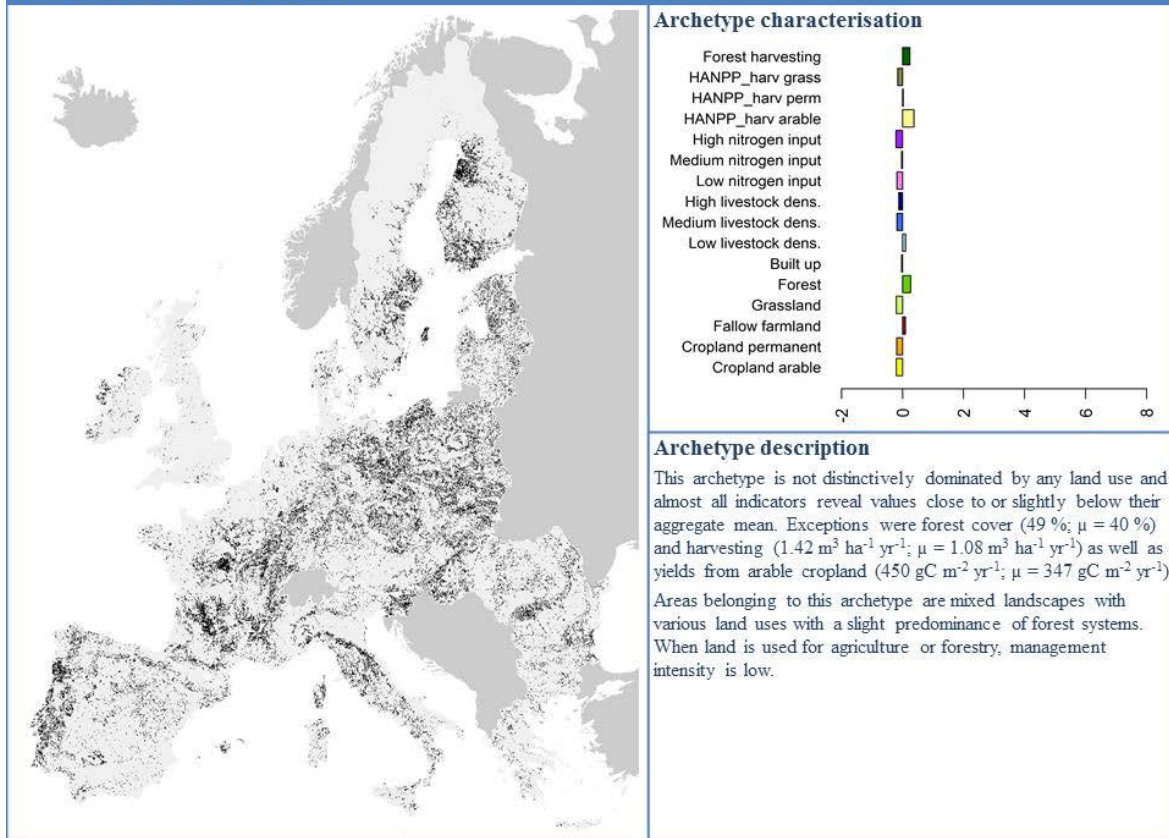 Archetype characterisation
Forest harvesting
HANPP_harv grass
HANPP_harv perm
HANPP_harv arable
High nitrogen input
Medium nitrogen input
Low nitrogen input
High livestock dens.
Medium livestock dens.
Low livestock dens.
Built up
Forest
Grassland
Fallow farmland
Cropland permanent
Cropland arable
-2 0 2 4 6 8
Archetype description
This archetype is not distinctively dominated by any land use and
almost all indicators reveal values close to or slightly below their
aggregate mean. Exceptions were forest cover (49 %; μ = 40 %)
and harvesting (1.42 m³ ha⁻¹ yr⁻¹; μ = 1.08 m³ ha⁻¹ yr⁻¹) as well as
yields from arable cropland (450 gC m⁻² yr⁻¹; μ = 347 gC m⁻² yr⁻¹)
Areas belonging to this archetype are mixed landscapes with
various land uses with a slight predominance of forest systems.
When land is used for agriculture or forestry, management
intensity is low.